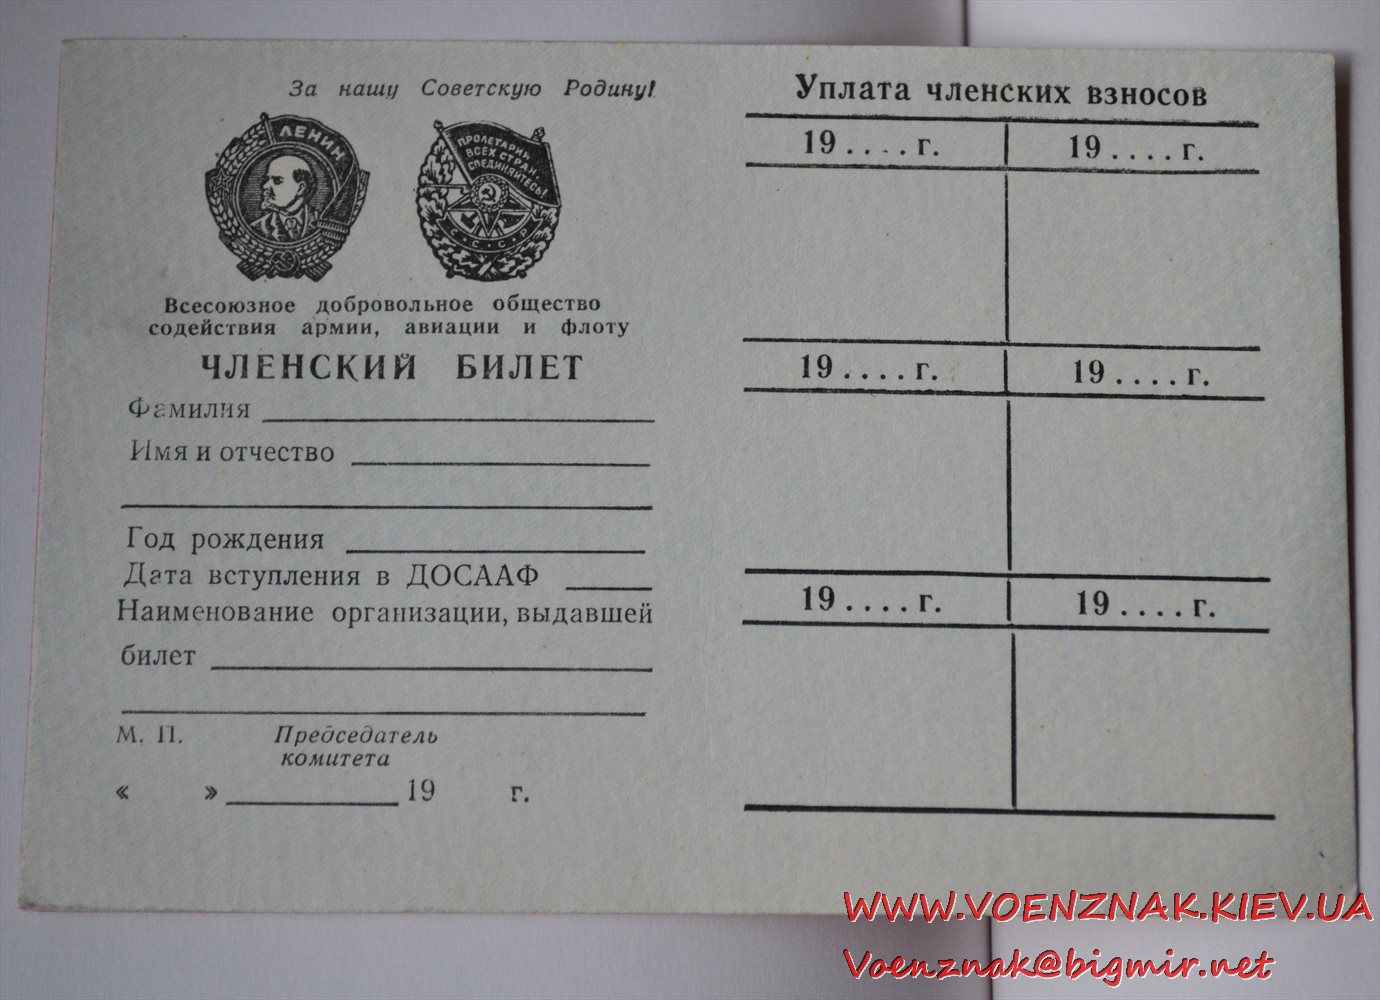 За нашу Советскую Родину!
ЛЕНИН
ПРОЛЕТАРИИ
ВСЕХ СТРАН,
СОЕДИНЯЙТЕСЬ!
С·С·С·Р
Всесоюзное добровольное общество
содействия армии, авиации и флоту
ЧЛЕНСКИЙ БИЛЕТ
Фамилия
Имя и отчество
Год рождения
Дата вступления в ДОСААФ
Наименование организации, выдавшей
билет
М. П. Председатель
комитета
« » 19 г.
Уплата членских взносов
19 .... г. 19 .... г.
19 .... г. 19 .... г.
19 .... г. 19 .... г.
WWW.VOENZNAK.KIEV.UA
Voenznak@bigmir.net